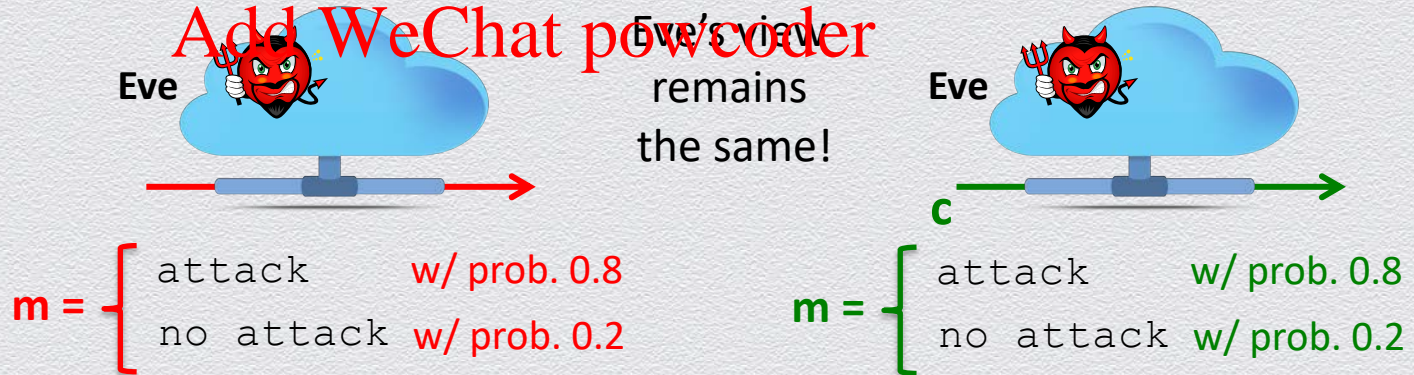 Add WeChat powcoder
Eve's view
Eve remains Eve
the same!
c
attack w/ prob. 0.8 attack w/ prob. 0.8
m = m =
no attack w/ prob. 0.2 no attack w/ prob. 0.2